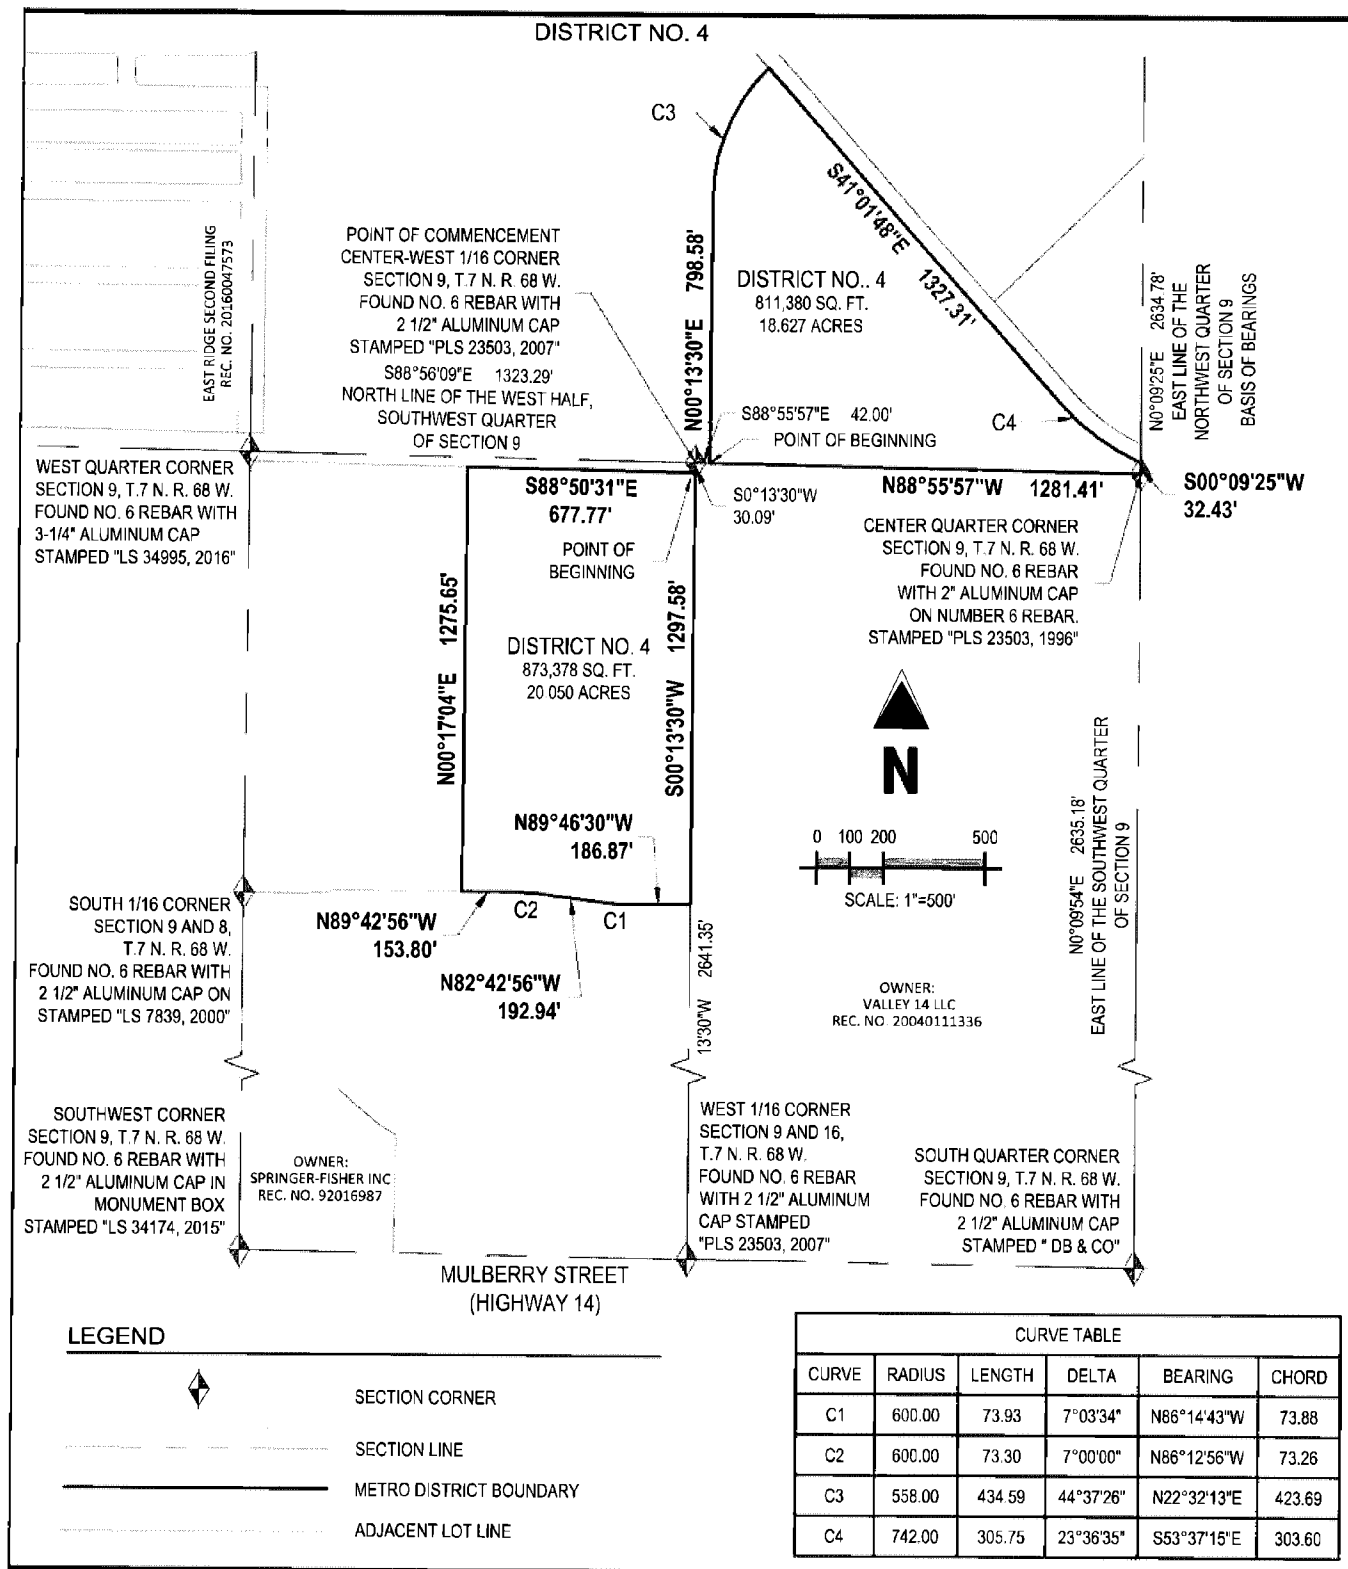 DISTRICT NO. 4
C3
S41°01'48"E 1327.31'
N00°13'30"E 798.58'
DISTRICT NO.. 4
811,380 SQ. FT.
18.627 ACRES
EAST RIDGE SECOND FILING
REC. NO. 20160047573
POINT OF COMMENCEMENT
CENTER-WEST 1/16 CORNER
SECTION 9, T.7 N. R. 68 W.
FOUND NO. 6 REBAR WITH
2 1/2" ALUMINUM CAP
STAMPED "PLS 23503, 2007"
S88°56'09"E 1323.29'
NORTH LINE OF THE WEST HALF,
SOUTHWEST QUARTER
OF SECTION 9
N0°09'25"E 2634.78'
EAST LINE OF THE
NORTHWEST QUARTER
OF SECTION 9
BASIS OF BEARINGS
S88°55'57"E 42.00'
POINT OF BEGINNING
C4
WEST QUARTER CORNER
SECTION 9, T.7 N. R. 68 W.
FOUND NO. 6 REBAR WITH
3-1/4" ALUMINUM CAP
STAMPED "LS 34995, 2016"
S88°50'31"E
677.77'
S0°13'30"W
30.09'
N88°55'57"W 1281.41'
S00°09'25"W
32.43'
POINT OF
BEGINNING
CENTER QUARTER CORNER
SECTION 9, T.7 N. R. 68 W.
FOUND NO. 6 REBAR
WITH 2" ALUMINUM CAP
ON NUMBER 6 REBAR.
STAMPED "PLS 23503, 1996"
N00°17'04"E 1275.65'
DISTRICT NO. 4
873,378 SQ. FT.
20 050 ACRES
S00°13'30"W 1297.58'
N
N89°46'30"W
186.87'
0 100 200 500
SCALE: 1"=500'
N0°09'54"E 2635.18'
EAST LINE OF THE SOUTHWEST QUARTER
OF SECTION 9
SOUTH 1/16 CORNER
SECTION 9 AND 8,
T.7 N. R. 68 W.
FOUND NO. 6 REBAR WITH
2 1/2" ALUMINUM CAP ON
STAMPED "LS 7839, 2000"
N89°42'56"W
153.80'
C2
C1
N82°42'56"W
192.94'
13'30"W 2641.35'
OWNER:
VALLEY 14 LLC
REC. NO. 20040111336
SOUTHWEST CORNER
SECTION 9, T.7 N. R. 68 W.
FOUND NO. 6 REBAR WITH
2 1/2" ALUMINUM CAP IN
MONUMENT BOX
STAMPED "LS 34174, 2015"
OWNER:
SPRINGER-FISHER INC
REC. NO. 92016987
WEST 1/16 CORNER
SECTION 9 AND 16,
T.7 N. R. 68 W.
FOUND NO. 6 REBAR
WITH 2 1/2" ALUMINUM
CAP STAMPED
"PLS 23503, 2007"
SOUTH QUARTER CORNER
SECTION 9, T.7 N. R. 68 W.
FOUND NO. 6 REBAR WITH
2 1/2" ALUMINUM CAP
STAMPED " DB & CO"
MULBERRY STREET
(HIGHWAY 14)
LEGEND
SECTION CORNER
SECTION LINE
METRO DISTRICT BOUNDARY
ADJACENT LOT LINE
CURVE TABLE
CURVE RADIUS LENGTH DELTA BEARING CHORD
C1 600.00 73.93 7°03'34" N86°14'43"W 73.88
C2 600.00 73.30 7°00'00" N86°12'56"W 73.26
C3 558.00 434.59 44°37'26" N22°32'13"E 423.69
C4 742.00 305.75 23°36'35" S53°37'15"E 303.60